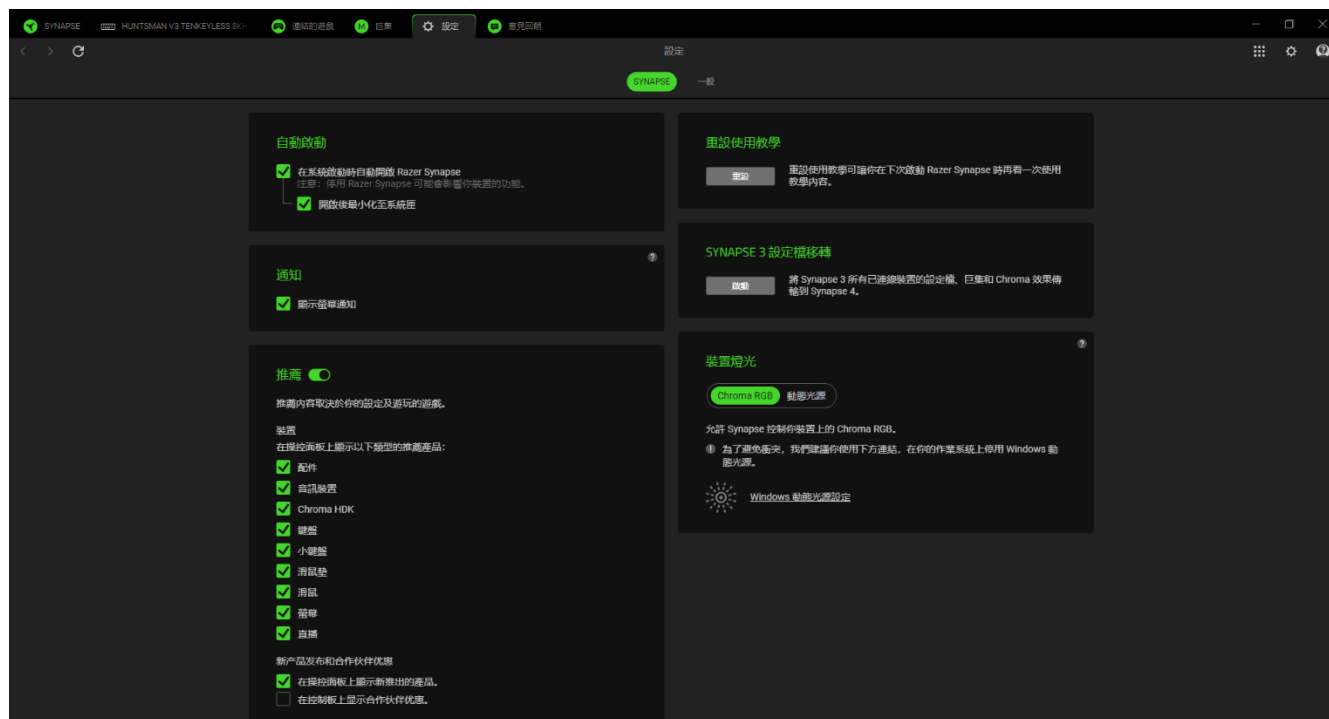 SYNAPSE
HUNTSMAN V3 TENKEYLESS 8KH
連結的遊戲
巨集
設定
意見回饋
設定
SYNAPSE
一般
自動啟動
在系統啟動時自動開啟 Razer Synapse
注意：停用 Razer Synapse 可能會影響你裝置的功能。
開啟後最小化至系統匣
通知
顯示螢幕通知
推薦
推薦內容取決於你的設定及遊玩的遊戲。
裝置
在操控面板上顯示以下類型的推薦產品：
配件
音訊裝置
Chroma HDK
鍵盤
小鍵盤
滑鼠墊
滑鼠
螢幕
直播
新产品发布和合作伙伴优惠
在操控面板上顯示新推出的產品。
在控制板上显示合作伙伴优惠。
重設使用教學
重設
重設使用教學可讓你在下次啟動 Razer Synapse 時再看一次使用
教學內容。
SYNAPSE 3 設定檔移轉
啟動
將 Synapse 3 所有已連線裝置的設定檔、巨集和 Chroma 效果傳
輸到 Synapse 4。
裝置燈光
Chroma RGB
動態光源
允許 Synapse 控制你裝置上的 Chroma RGB。
為了避免衝突，我們建議你使用下方連結，在你的作業系統上停用 Windows 動
態光源。
Windows 動態光源設定